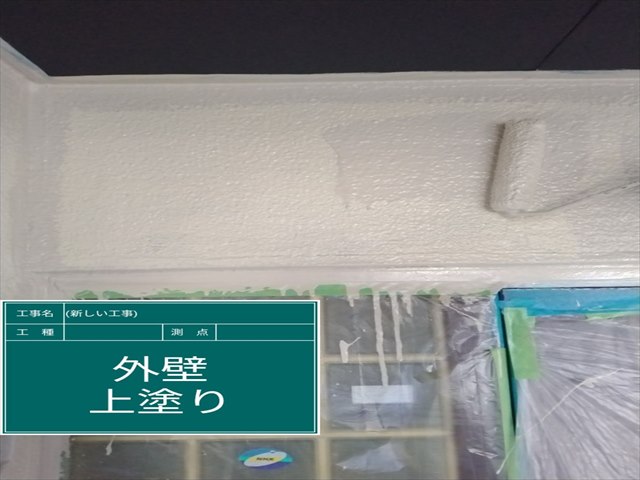 工事名 (新しい工事)
工種 測点
外壁
上塗り